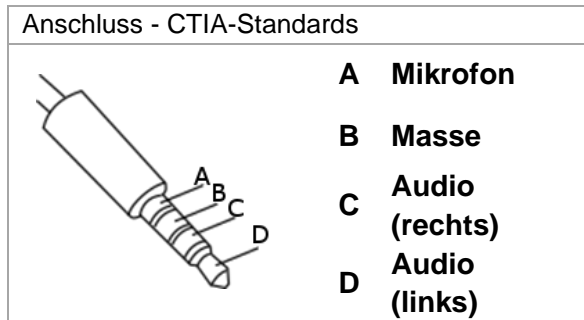 Anschluss - CTIA-Standards
A
B
C
D
A Mikrofon
B Masse
C Audio
(rechts)
D Audio
(links)